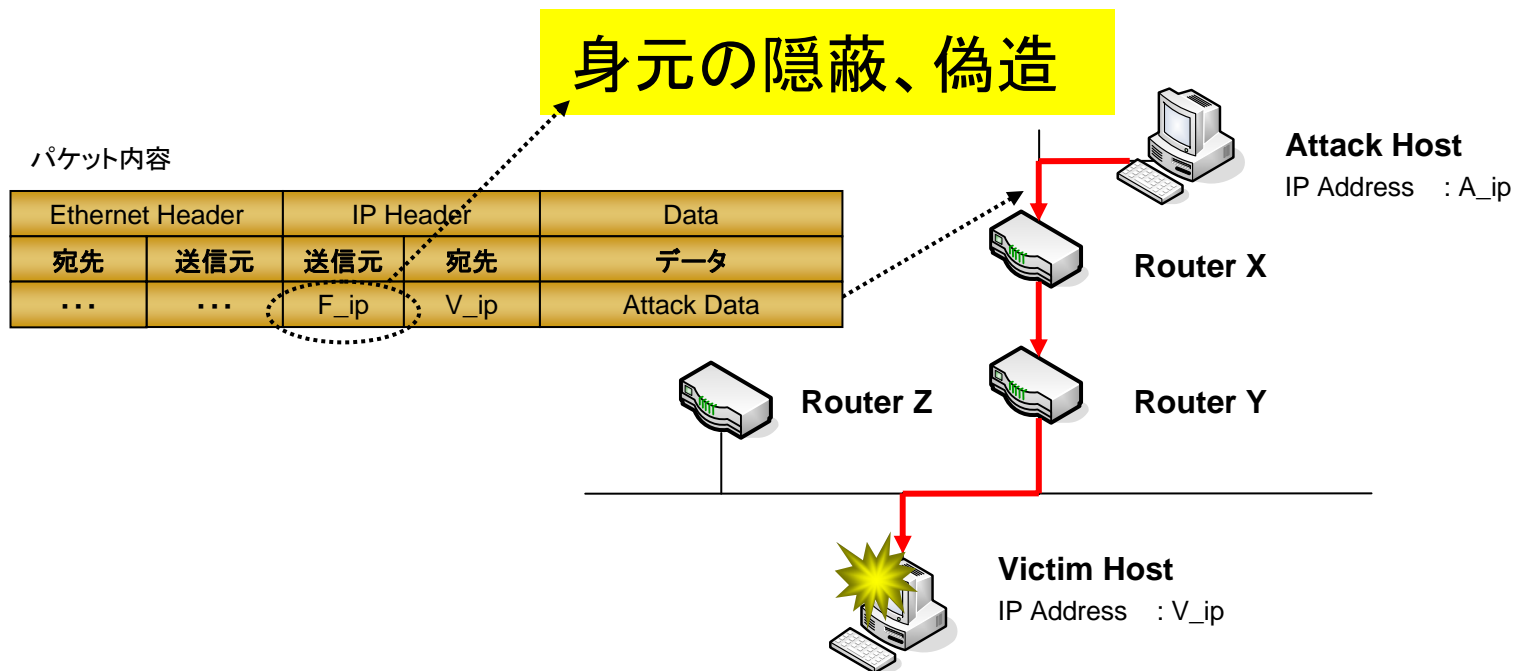 身元の隠蔽、偽造
パケット内容
Ethernet Header IP Header Data
宛先 送信元 送信元 宛先 データ
… … F_ip V_ip Attack Data
Attack Host
IP Address : A_ip
Router X
Router Z
Router Y
Victim Host
IP Address : V_ip